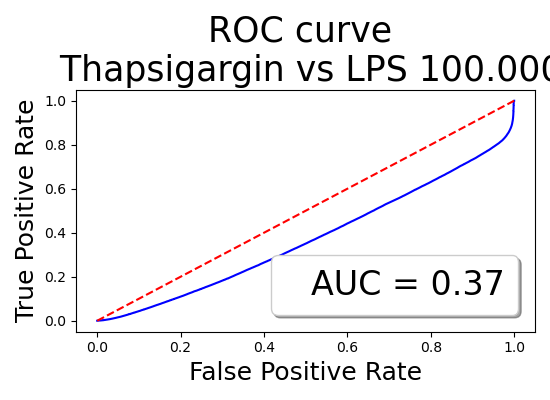 ROC curve
Thapsigargin vs LPS 100.000
True Positive Rate
1.0
0.8
0.6
0.4
0.2
0.0
AUC = 0.37
0.0 0.2 0.4 0.6 0.8 1.0
False Positive Rate